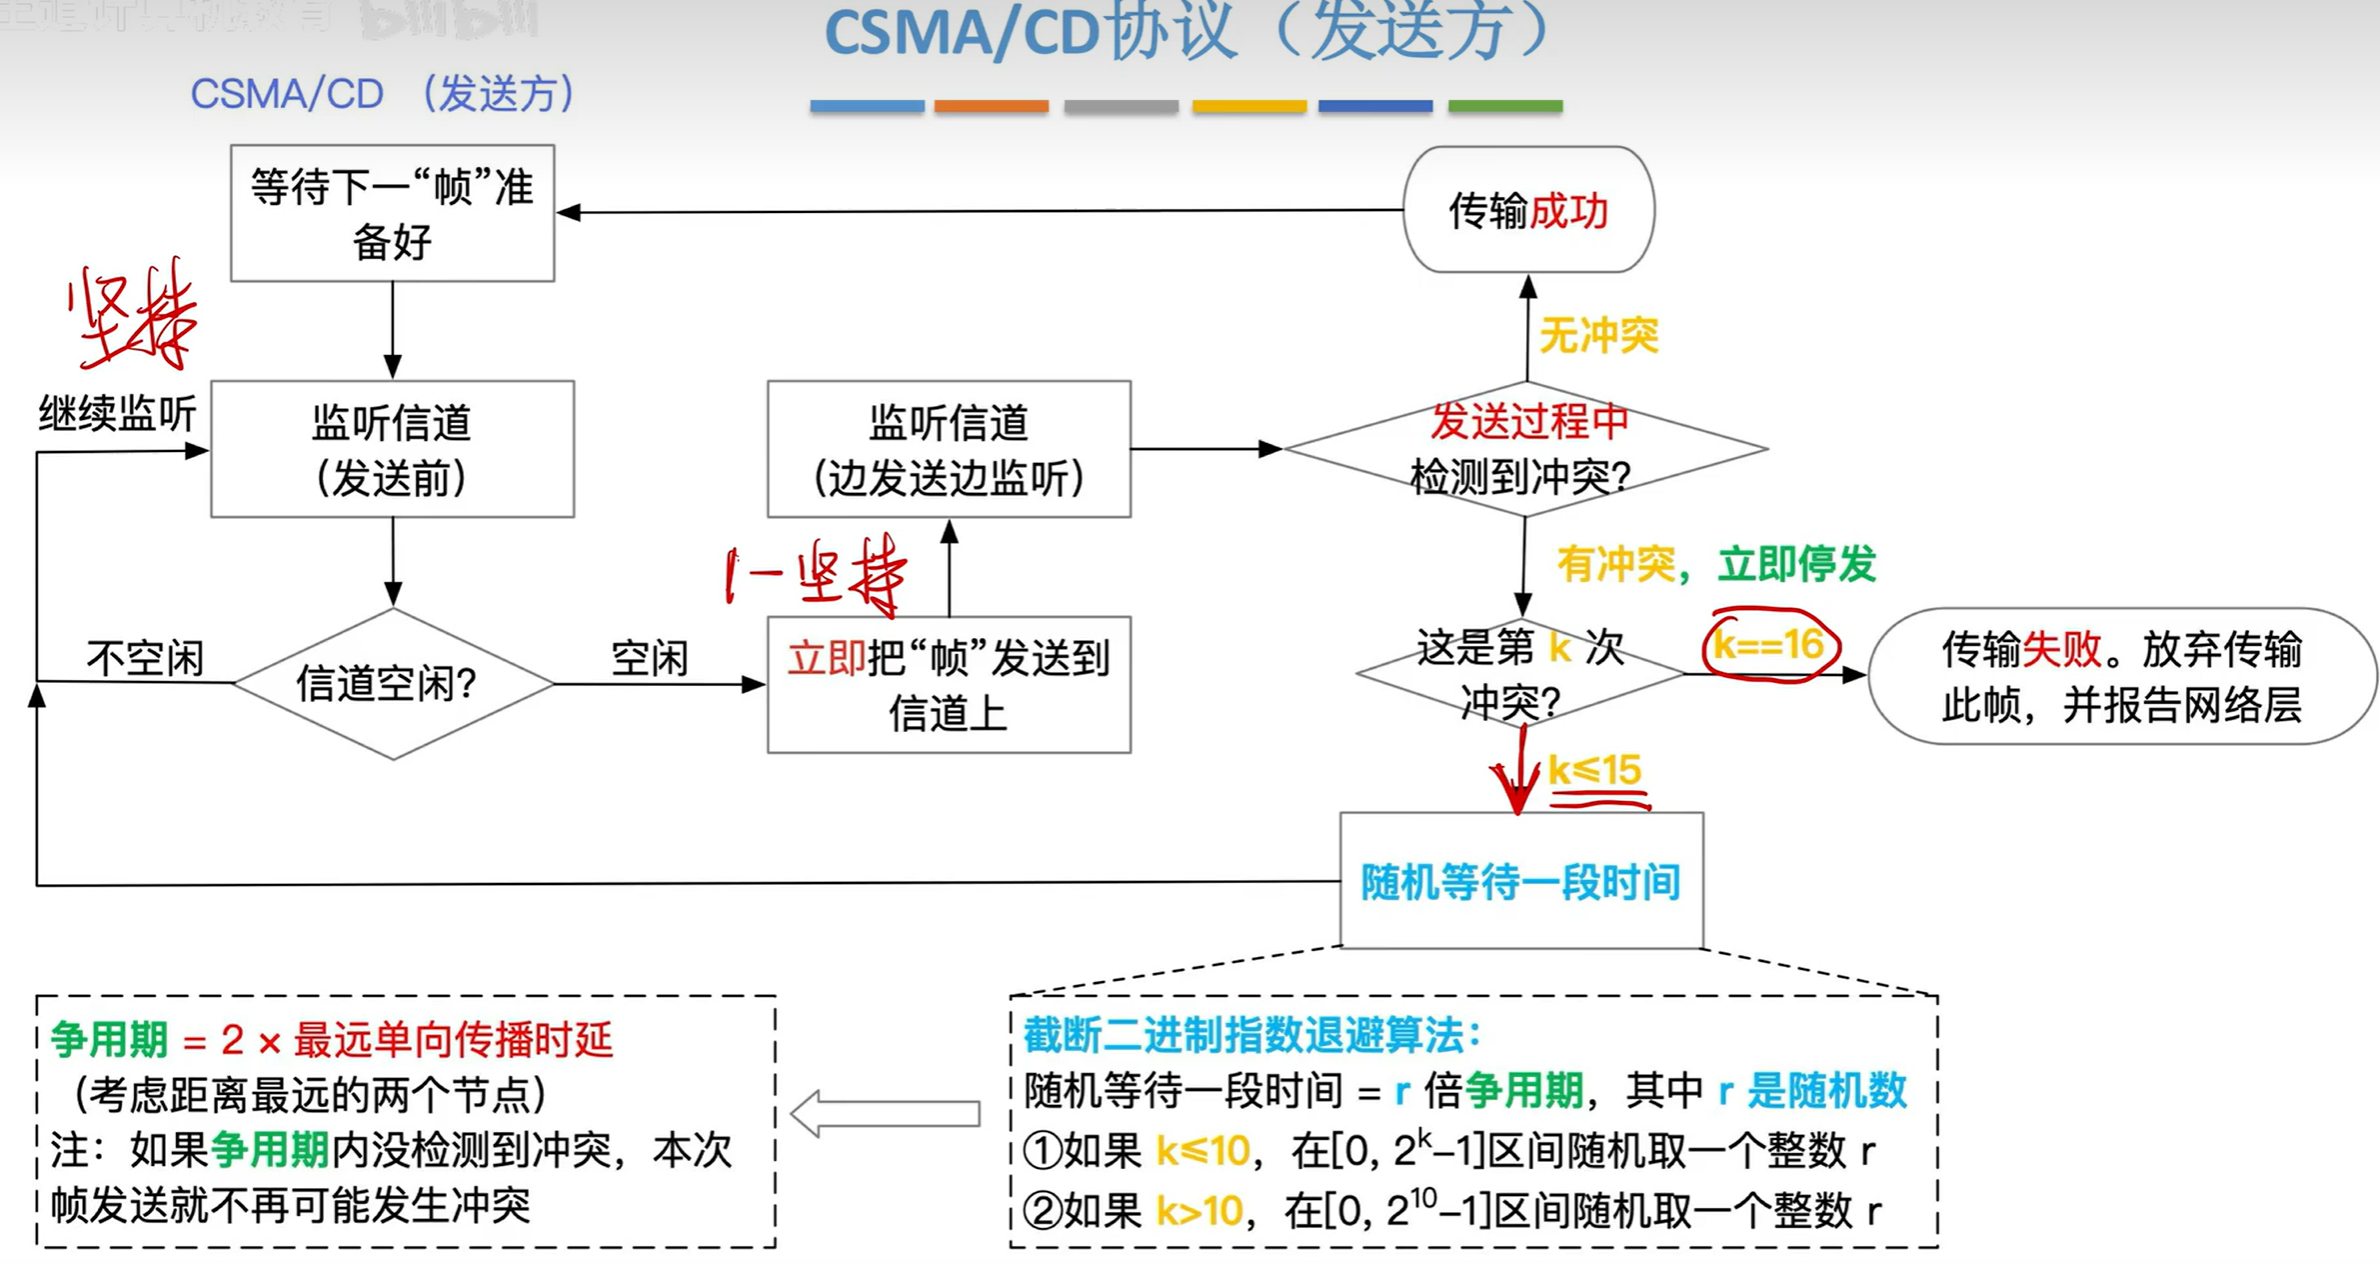 CSMA/CD协议（发送方）
CSMA/CD （发送方）
等待下一“帧”准
备好
传输成功
坚持
无冲突
继续监听
监听信道
(发送前)
监听信道
(边发送边监听)
发送过程中
检测到冲突?
1-坚持
有冲突，立即停发
不空闲
信道空闲?
空闲
立即把“帧”发送到
信道上
这是第 k 次
冲突?
k==16
传输失败。放弃传输
此帧，并报告网络层
k≤15
随机等待一段时间
争用期 = 2 × 最远单向传播时延
（考虑距离最远的两个节点）
注：如果争用期内没检测到冲突，本次
帧发送就不再可能发生冲突
截断二进制指数退避算法：
随机等待一段时间 = r 倍争用期，其中 r 是随机数
①如果 k≤10，在[0, 2^k–1]区间随机取一个整数 r
②如果 k>10，在[0, 2^10–1]区间随机取一个整数 r